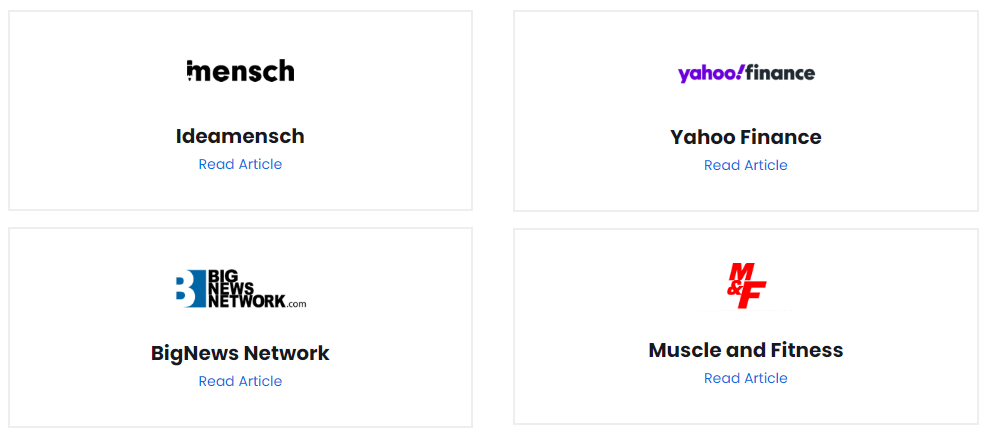 mensch
Ideamensch
Read Article
yahoo!finance
Yahoo Finance
Read Article
BIG
NEWS
NETWORK.com
BigNews Network
Read Article
M
&F
Muscle and Fitness
Read Article